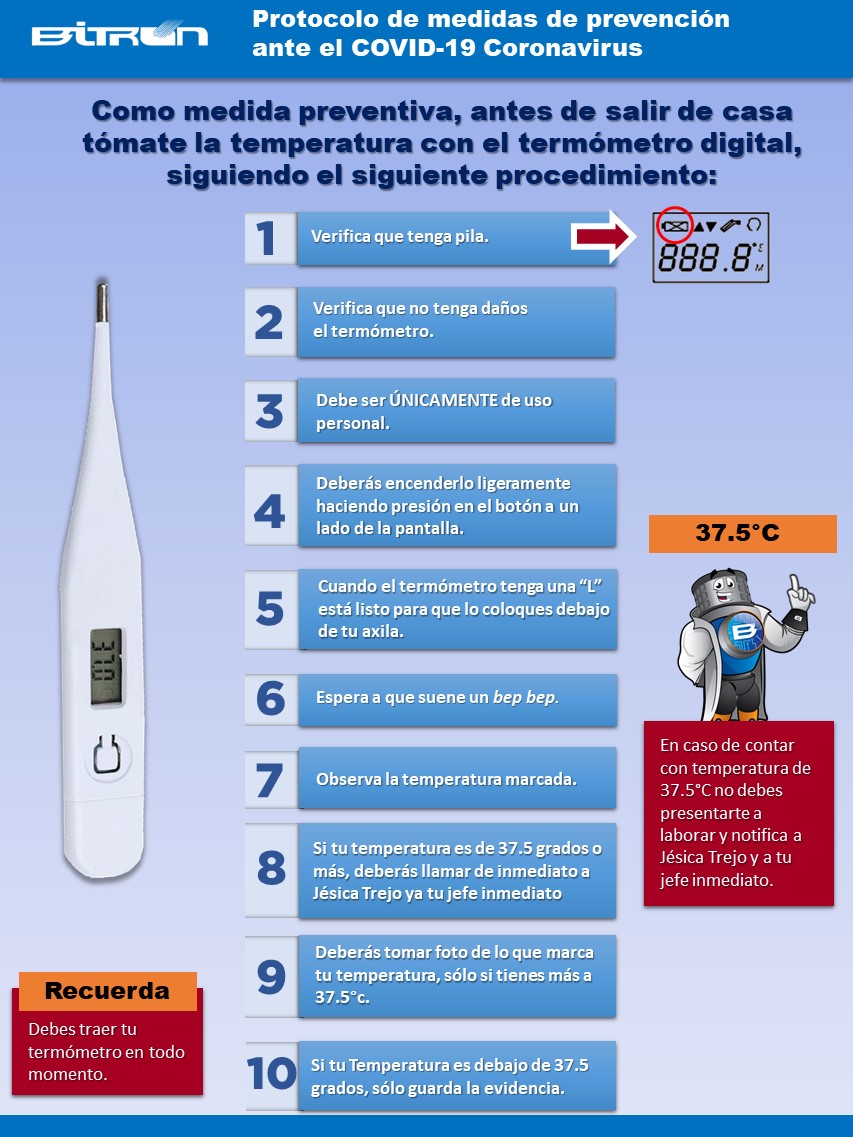 BITRON
Protocolo de medidas de prevención
ante el COVID-19 Coronavirus
Como medida preventiva, antes de salir de casa
tómate la temperatura con el termómetro digital,
siguiendo el siguiente procedimiento:
1
Verifica que tenga pila.
888.8
°E
M
2
Verifica que no tenga daños
el termómetro.
3
Debe ser ÚNICAMENTE de uso
personal.
4
Deberás encenderlo ligeramente
haciendo presión en el botón a un
lado de la pantalla.
5
Cuando el termómetro tenga una “L”
está listo para que lo coloques debajo
de tu axila.
6
Espera a que suene un bep bep.
7
Observa la temperatura marcada.
8
Si tu temperatura es de 37.5 grados o
más, deberás llamar de inmediato a
Jésica Trejo ya tu jefe inmediato
9
Deberás tomar foto de lo que marca
tu temperatura, sólo si tienes más a
37.5°c.
10
Si tu Temperatura es debajo de 37.5
grados, sólo guarda la evidencia.
37.5°C
B
En caso de contar
con temperatura de
37.5°C no debes
presentarte a
laborar y notifica a
Jésica Trejo y a tu
jefe inmediato.
Recuerda
Debes traer tu
termómetro en todo
momento.